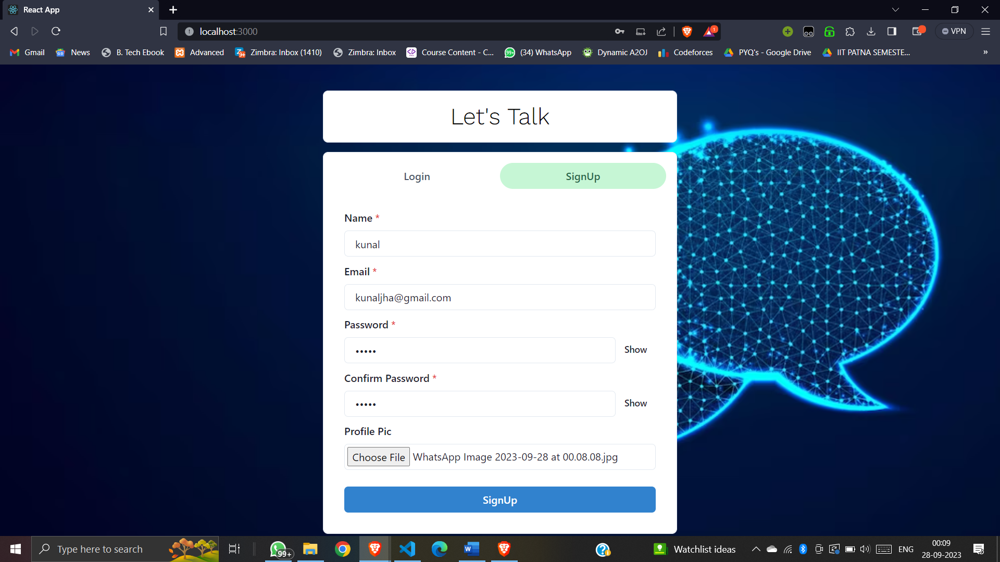 React App
localhost:3000
1
VPN
Gmail
News
B. Tech Ebook
Advanced
Zimbra: Inbox (1410)
Zimbra: Inbox
Course Content - C...
(34) WhatsApp
Dynamic A2OJ
Codeforces
PYQ's - Google Drive
IIT PATNA SEMESTE...
»
Let's Talk
Login
SignUp
Name *
kunal
Email *
kunaljha@gmail.com
Password *
•••••
Show
Confirm Password *
•••••
Show
Profile Pic
Choose File WhatsApp Image 2023-09-28 at 00.08.08.jpg
SignUp
Type here to search
99+
Watchlist ideas
ENG
00:09
28-09-2023